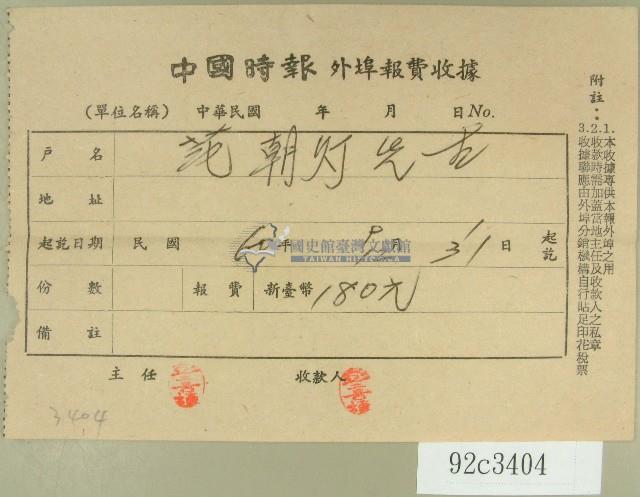 中國時報 外埠報費收據
(單位名稱) 中華民國 年 月 日 No.
戶名 范朝灯先生
地址
起訖日期 民國 年 月 31 日 起訖
份數 報費 新臺幣 180元
備註
主任 收款人
附註：
1.本收據專供本報外埠之用
2.收款時需加蓋當地主任及收款人之私章
3.收據聯應由外埠分銷機構自行貼足印花稅票
國史館臺灣文獻館
TAIWAN HISTORICA
3404
92c3404